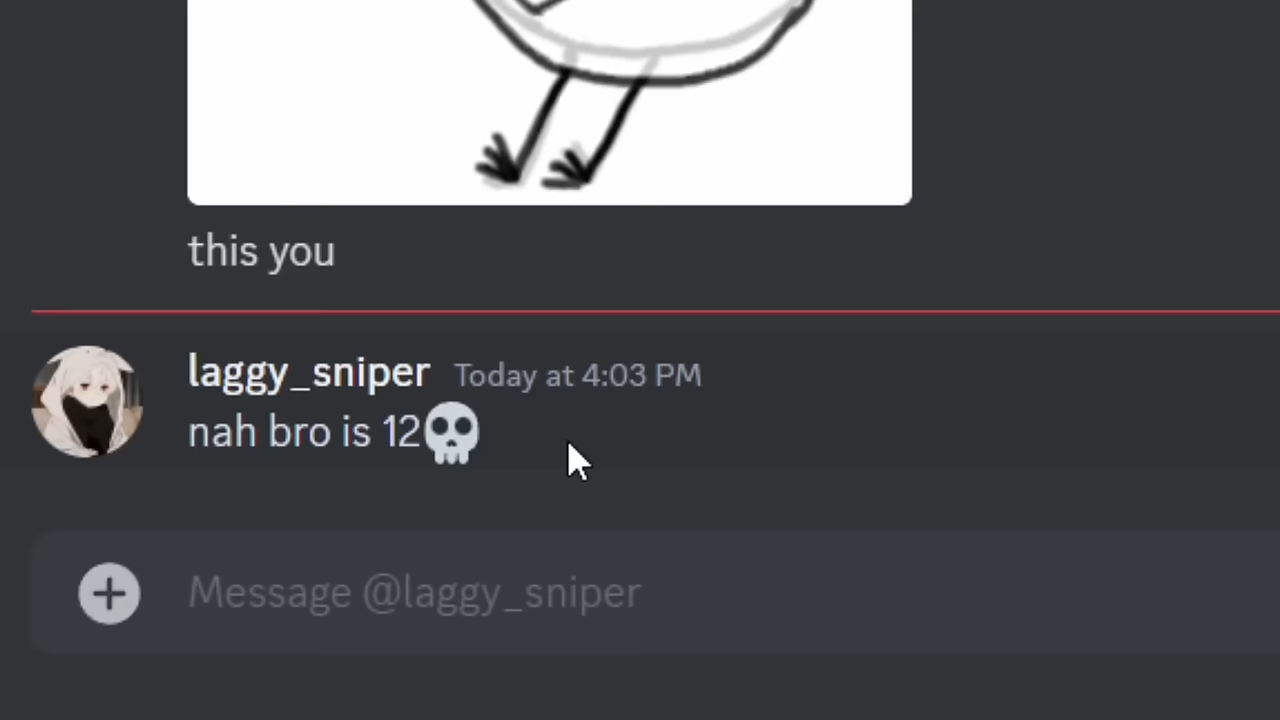 this you
laggy_sniper Today at 4:03 PM
nah bro is 12💀
Message @laggy_sniper